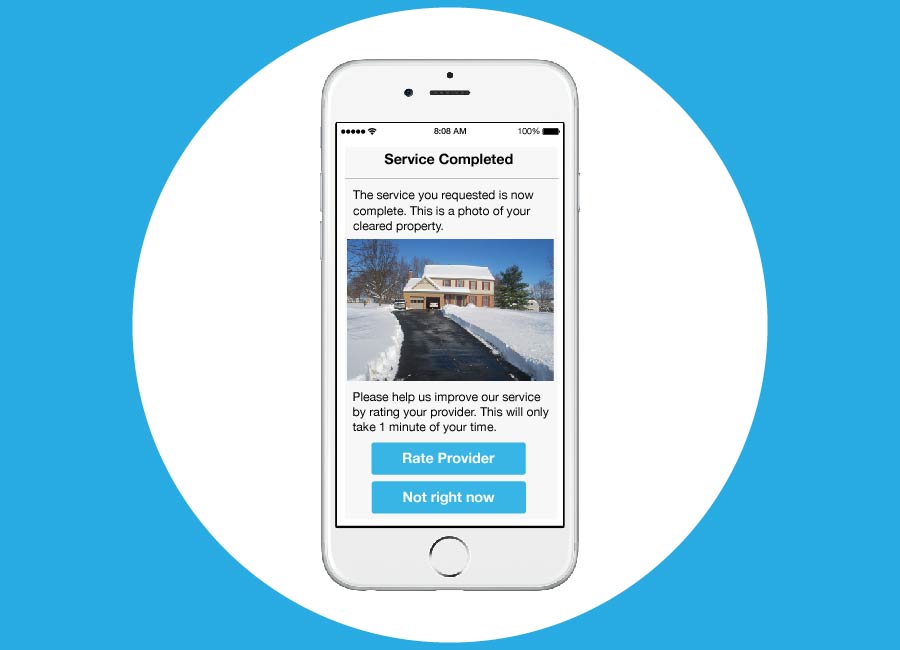 8:08 AM
100%
Service Completed
The service you requested is now
complete. This is a photo of your
cleared property.
Please help us improve our service
by rating your provider. This will only
take 1 minute of your time.
Rate Provider
Not right now